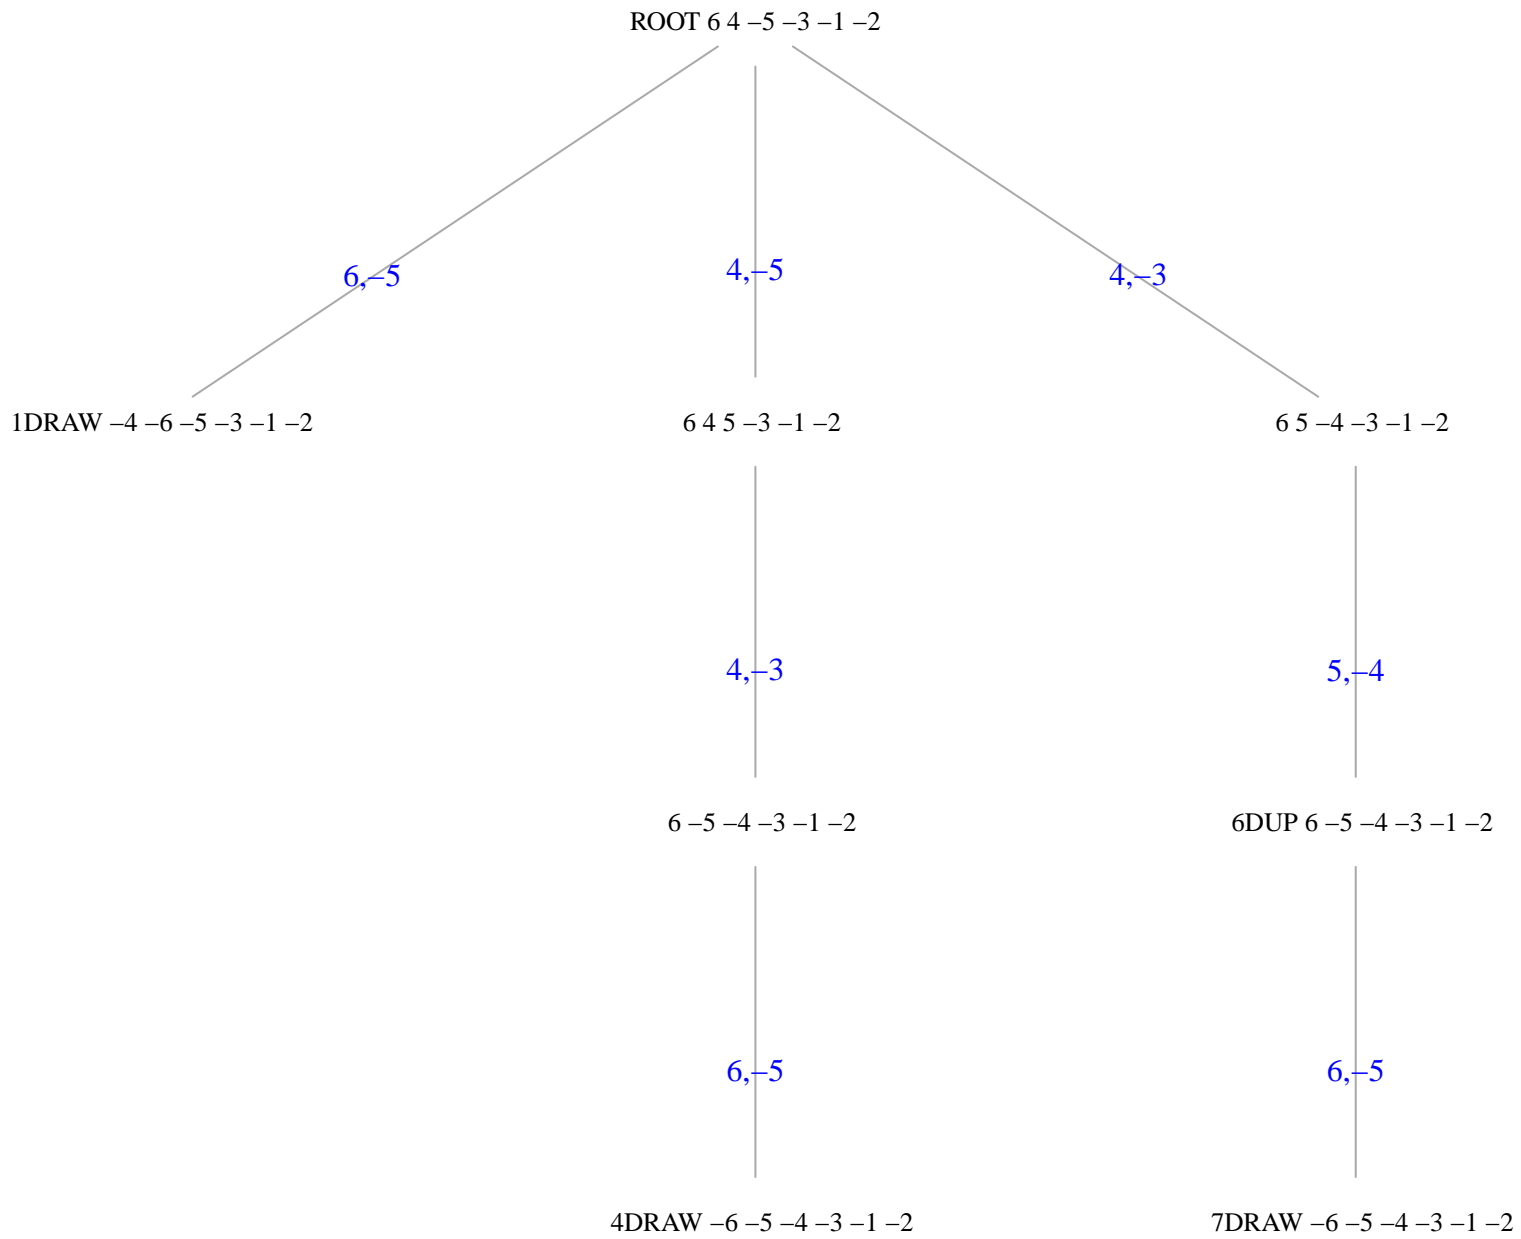 ROOT 6 4 –5 –3 –1 –2
6,–5
4,–5
4,–3
1DRAW –4 –6 –5 –3 –1 –2
6 4 5 –3 –1 –2
6 5 –4 –3 –1 –2
4,–3
5,–4
6 –5 –4 –3 –1 –2
6DUP 6 –5 –4 –3 –1 –2
6,–5
6,–5
4DRAW –6 –5 –4 –3 –1 –2
7DRAW –6 –5 –4 –3 –1 –2